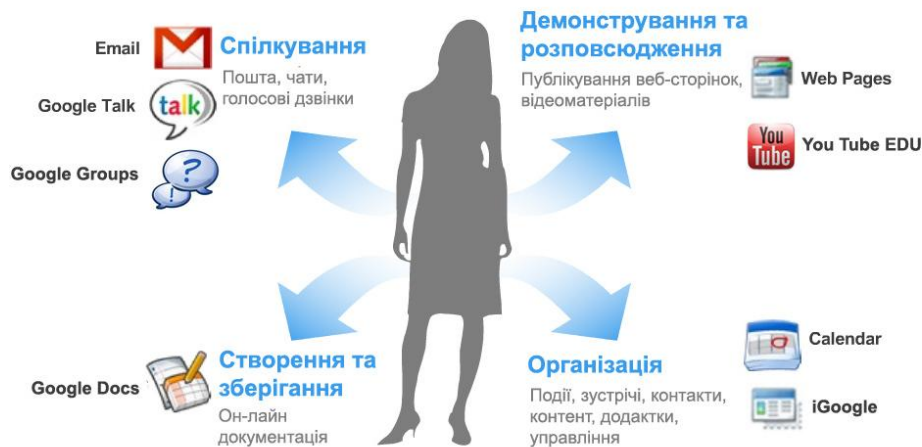 Email
Google Talk
Google Groups
talk
Спілкування
Пошта, чати,
голосові дзвінки
Демонстрування та
розповсюдження
Публікування веб-сторінок,
відеоматеріалів
Web Pages
You
Tube
You Tube EDU
Google Docs
Створення та
зберігання
Он-лайн
документація
Організація
Події, зустрічі, контакти,
контент, додактки,
управління
Calendar
iGoogle